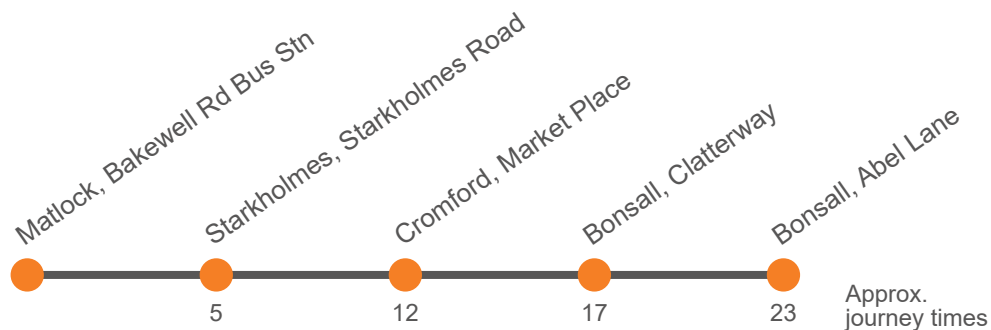 Matlock, Bakewell Rd Bus Stn
Starkholmes, Starkholmes Road
Cromford, Market Place
Bonsall, Clatterway
Bonsall, Abel Lane
5
12
17
23
Approx.
journey times